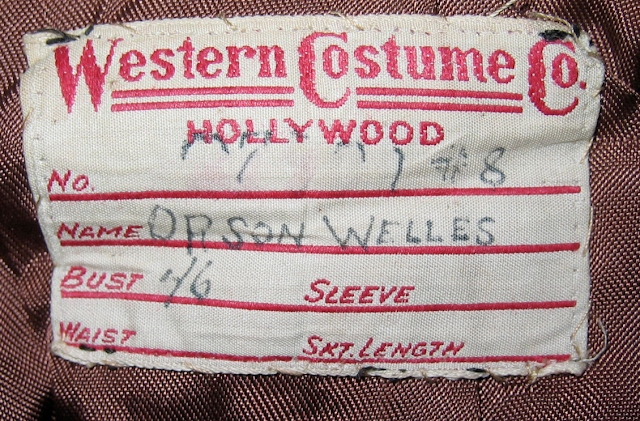 Western Costume Co.
HOLLYWOOD
No. #8
NAME ORSON WELLES
BUST 46 SLEEVE
WAIST SKT. LENGTH